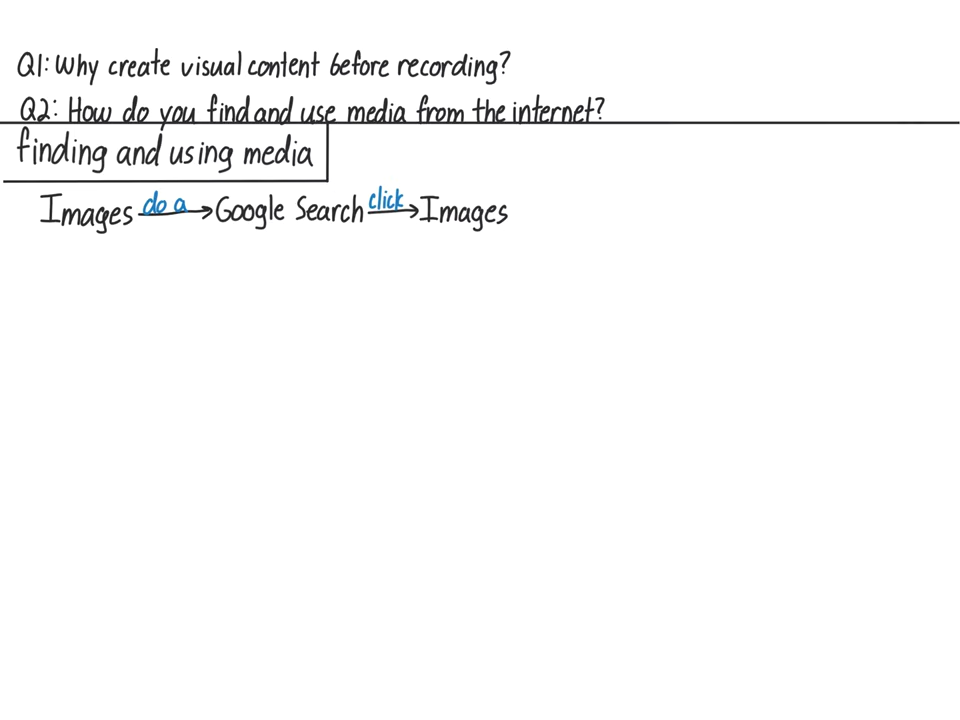 Q1: Why create visual content before recording?
Q2: How do you find and use media from the internet?
finding and using media
Images do a → Google Search click → Images